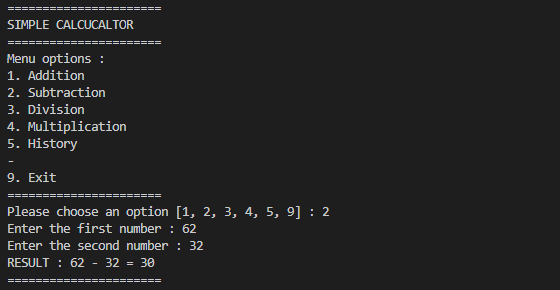 ======================
SIMPLE CALCUCALTOR
======================
Menu options :
1. Addition
2. Subtraction
3. Division
4. Multiplication
5. History
-
9. Exit
======================
Please choose an option [1, 2, 3, 4, 5, 9] : 2
Enter the first number : 62
Enter the second number : 32
RESULT : 62 - 32 = 30
======================